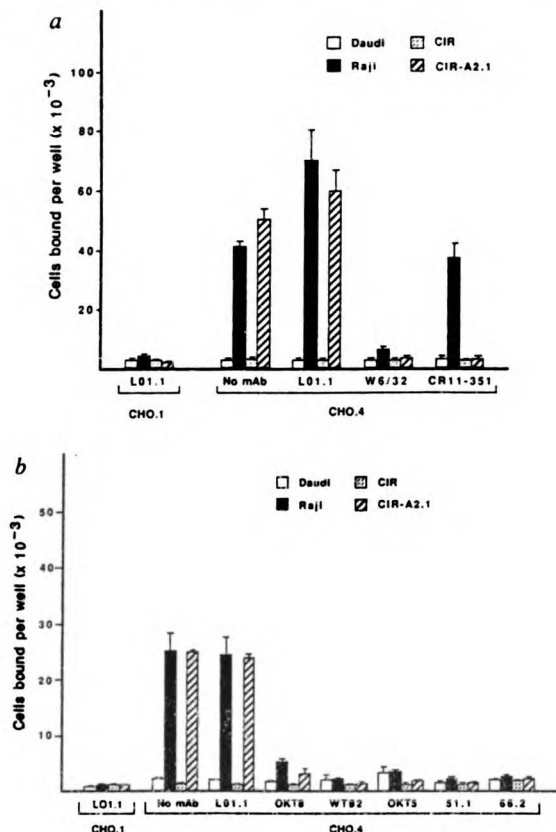 a
Daudi CIR
Raji CIR-A2.1
Cells bound per well (x 10⁻³)
100
80
60
40
20
L01.1 No mAb L01.1 W6/32 CR11-351
CHO.1 CHO.4
b
Daudi CIR
Raji CIR-A2.1
Cells bound per well (x 10⁻³)
50
40
30
20
10
LO1.1 No mAb L01.1 OKT8 WT82 OKT5 51.1 66.2
CHO.1 CHO.4